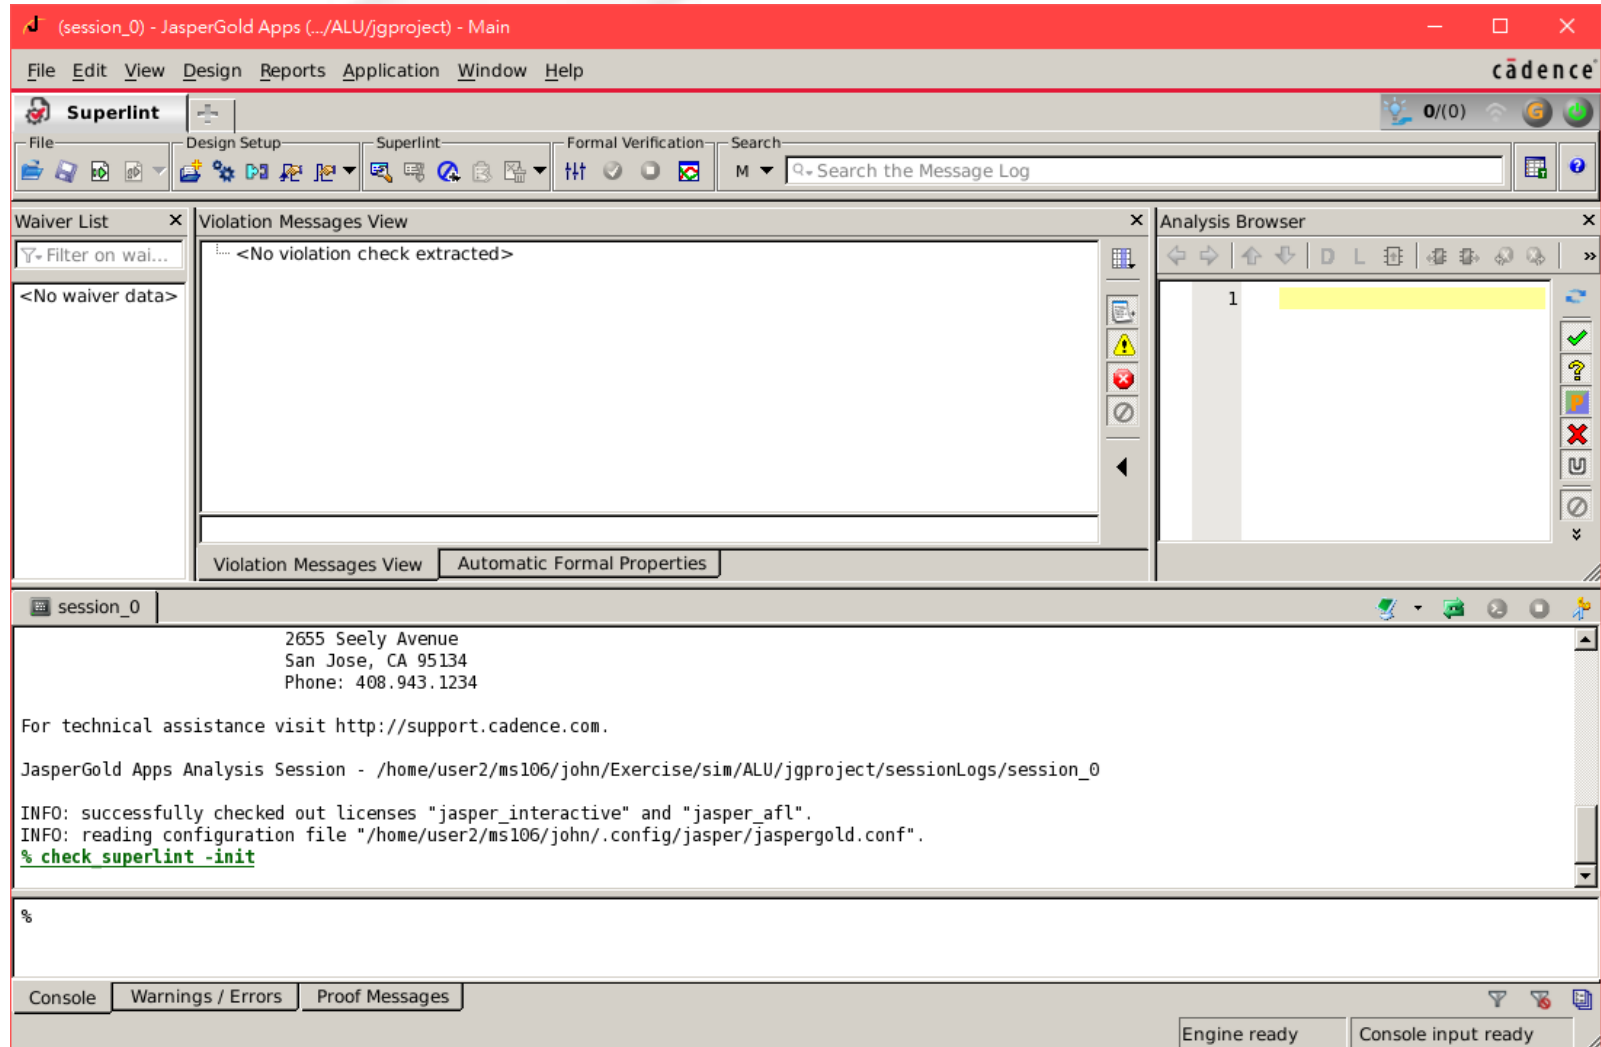 (session_0) - JasperGold Apps (.../ALU/jgproject) - Main
File Edit View Design Reports Application Window Help
cādence
Superlint
0/(0)
File
Design Setup
Superlint
Formal Verification
Search
M
Search the Message Log
Waiver List
Violation Messages View
Analysis Browser
Filter on wai...
<No violation check extracted>
D L
<No waiver data>
1
Violation Messages View
Automatic Formal Properties
session_0
2655 Seely Avenue
San Jose, CA 95134
Phone: 408.943.1234
For technical assistance visit http://support.cadence.com.
JasperGold Apps Analysis Session - /home/user2/ms106/john/Exercise/sim/ALU/jgproject/sessionLogs/session_0
INFO: successfully checked out licenses "jasper_interactive" and "jasper_afl".
INFO: reading configuration file "/home/user2/ms106/john/.config/jasper/jaspergold.conf".
% check_superlint -init
%
Console
Warnings / Errors
Proof Messages
Engine ready
Console input ready